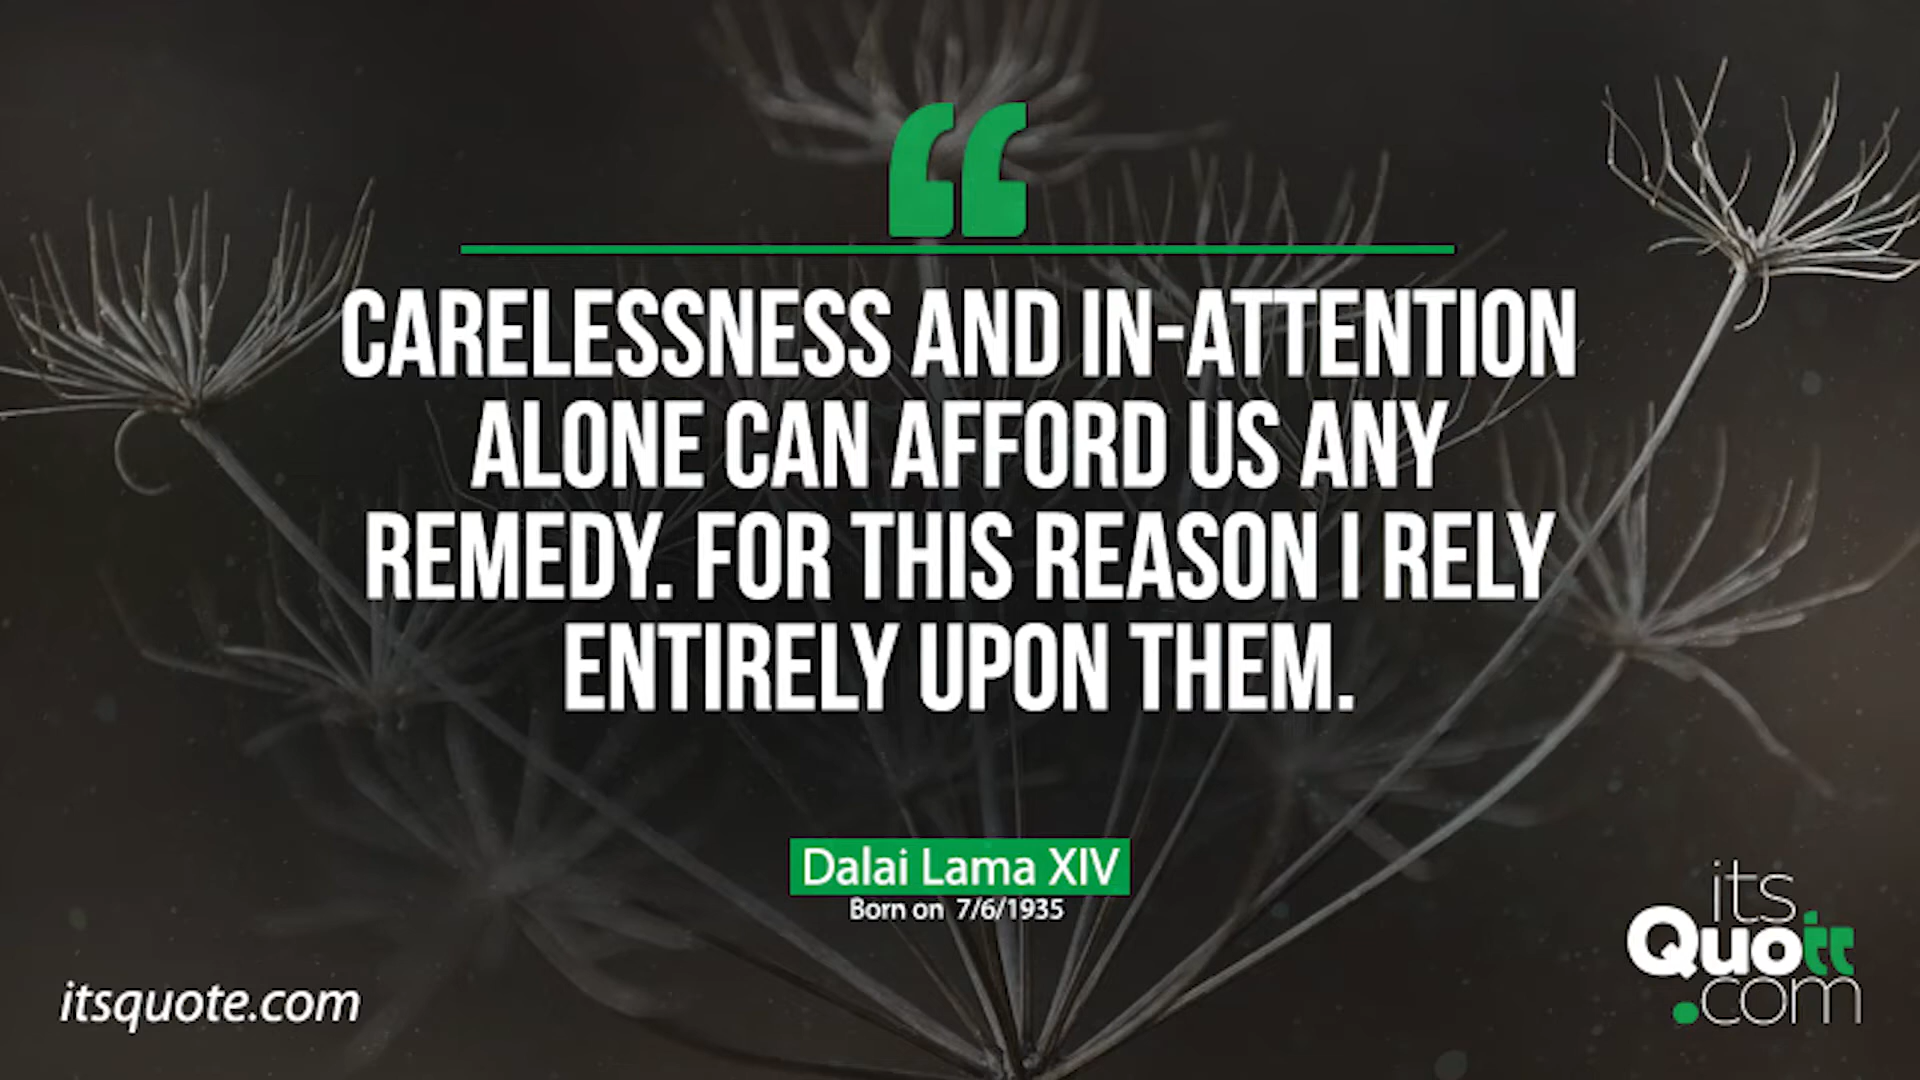 CARELESSNESS AND IN-ATTENTION
ALONE CAN AFFORD US ANY
REMEDY. FOR THIS REASON I RELY
ENTIRELY UPON THEM.
Dalai Lama XIV
Born on 7/6/1935
itsquote.com
its
Quott
.com